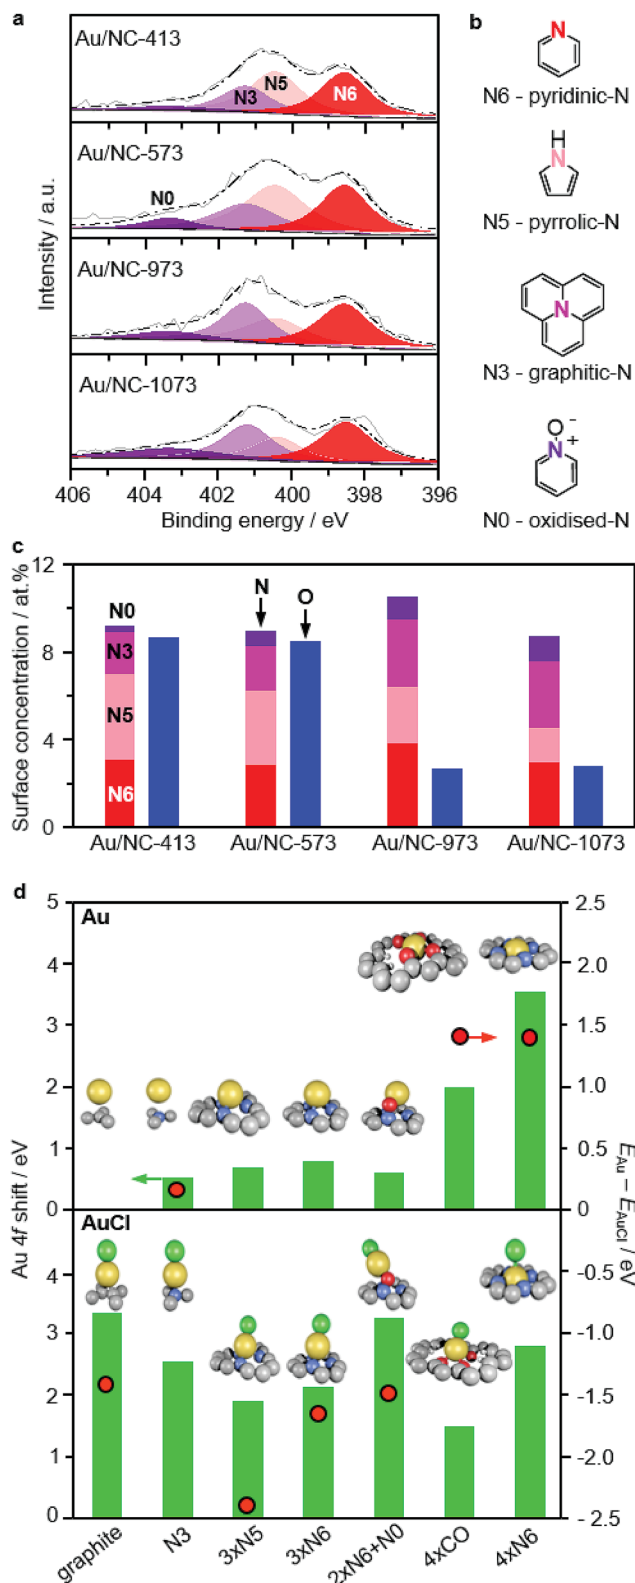 a
Au/NC-413
N3
N5
N6
Au/NC-573
N0
Au/NC-973
Au/NC-1073
Intensity / a.u.
406
404
402
400
398
396
Binding energy / eV
b
N
N6 - pyridinic-N
H
N
N5 - pyrrolic-N
N
N3 - graphitic-N
O⁻
N⁺
N0 - oxidised-N
c
Surface concentration / at.%
12
8
4
0
N0
N3
N5
N6
N
O
Au/NC-413
Au/NC-573
Au/NC-973
Au/NC-1073
d
Au
5
4
3
2
1
0
2.5
2.0
1.5
1.0
0.5
0
Au 4f shift / eV
E_Au – E_AuCl / eV
AuCl
4
3
2
1
0
-0.5
-1.0
-1.5
-2.0
-2.5
graphite
N3
3xN5
3xN6
2xN6+N0
4xCO
4xN6